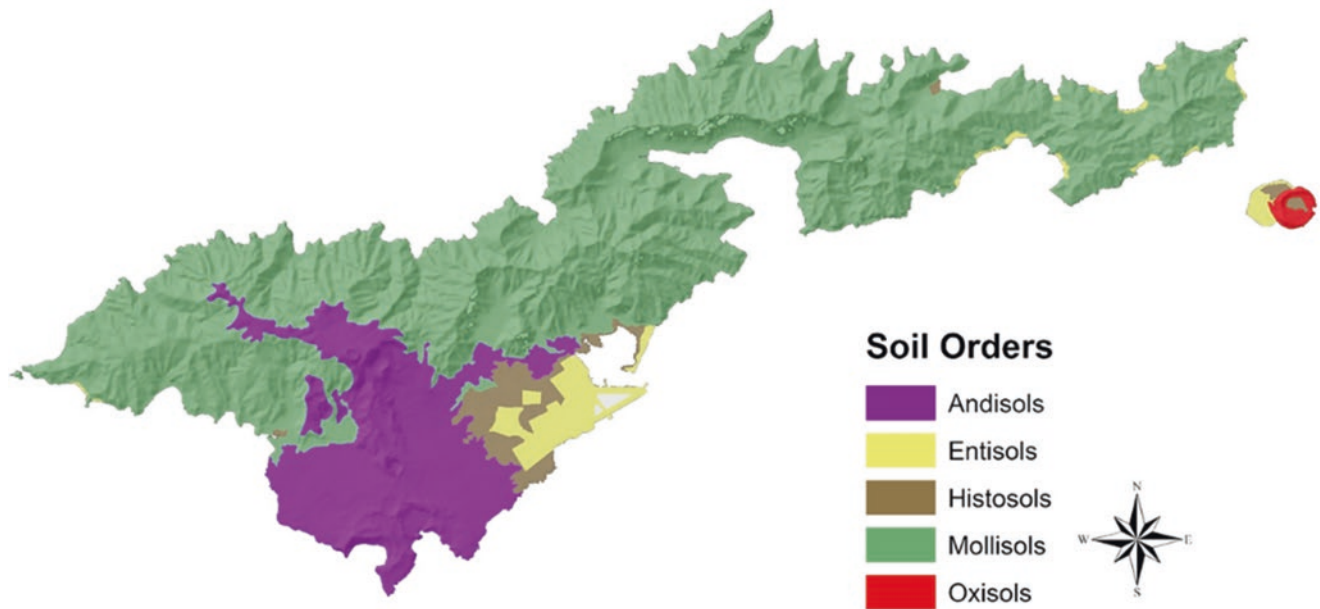 Soil Orders
Andisols
Entisols
Histosols
Mollisols
Oxisols
N
W E
S